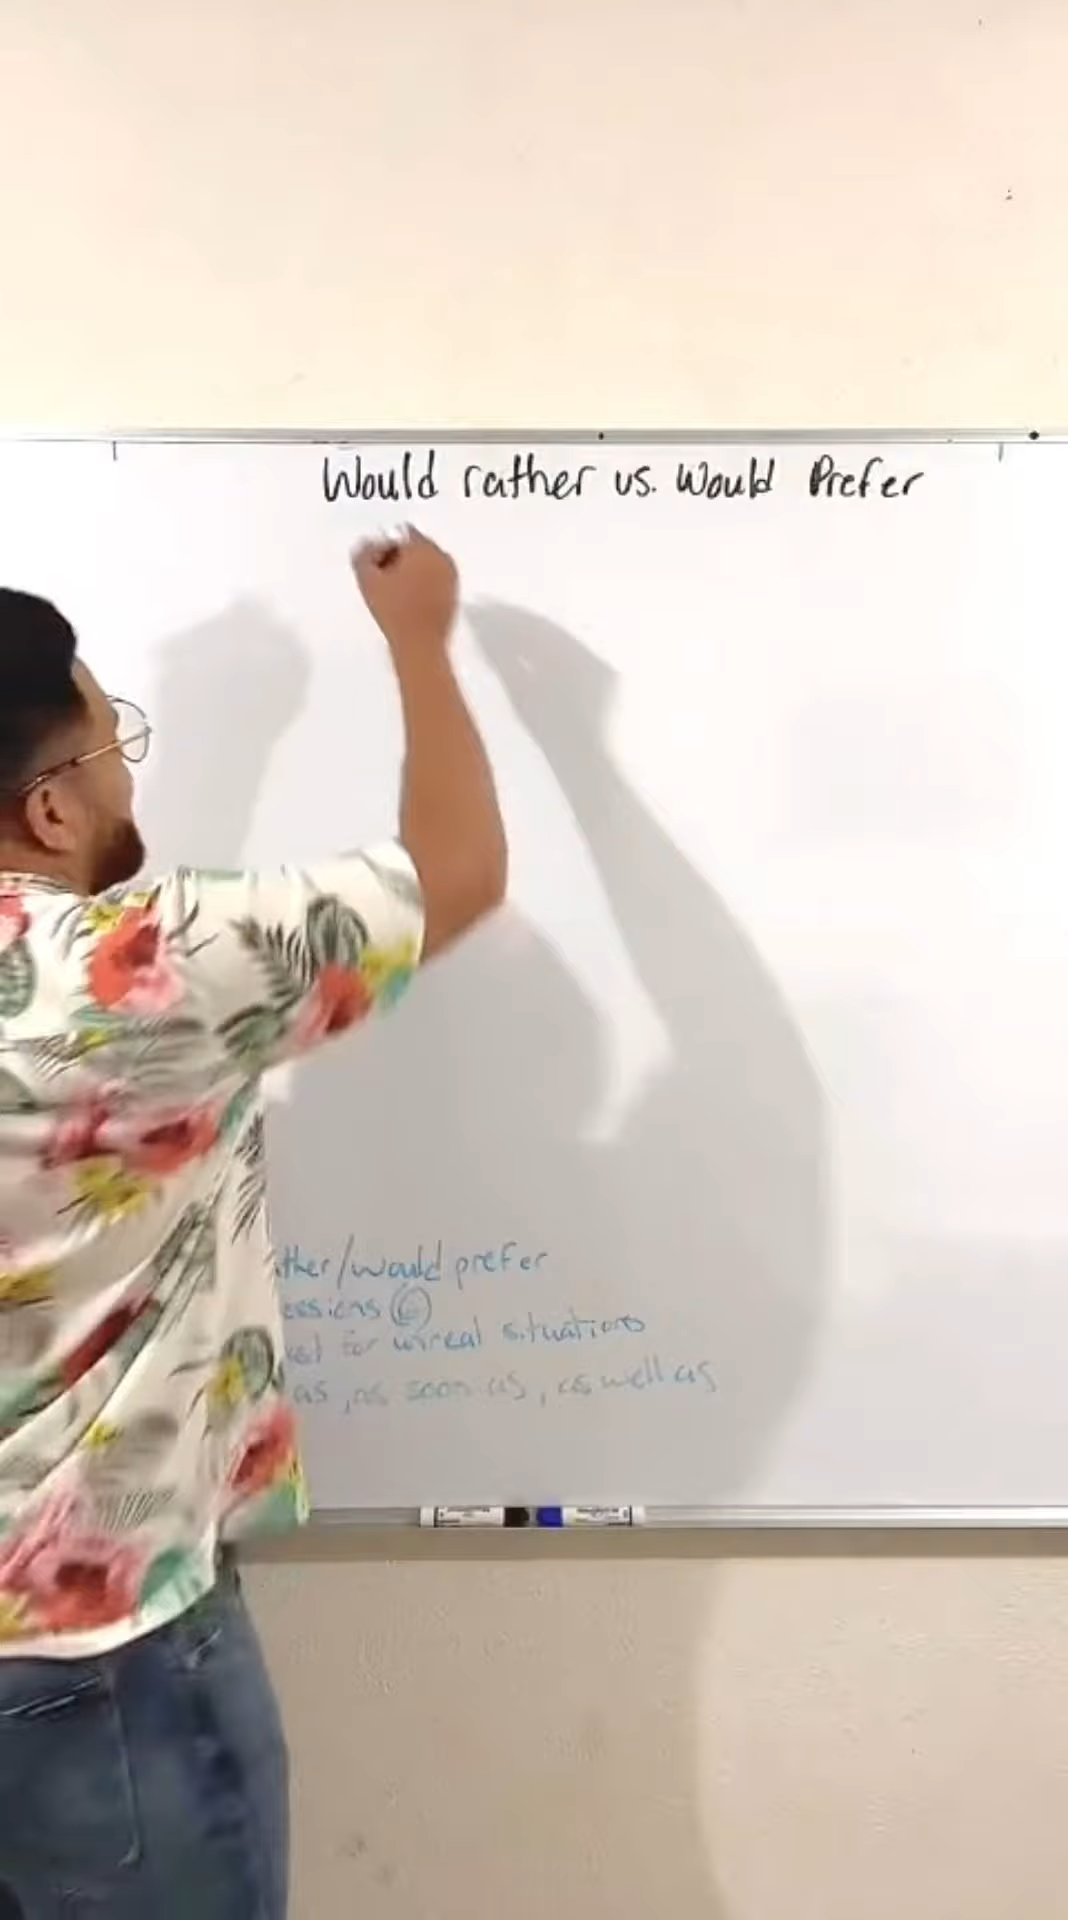 Would rather vs. Would Prefer
ther/would prefer
essions 6
for unreal situations
as, as soon as, as well as